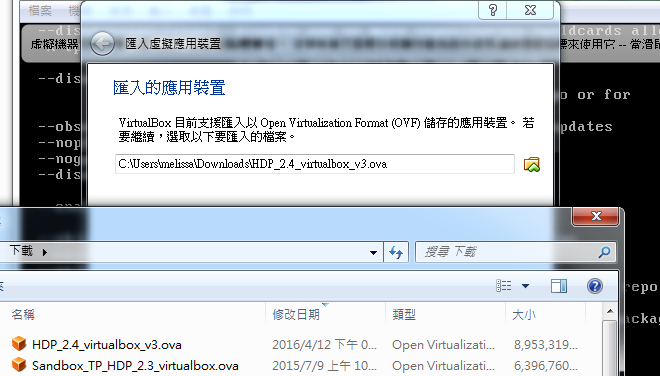 檔案
ldcards all
虛擬機器
匯入虛擬應用裝置
標來使用它 -- 當滑鼠
--dis
匯入的應用裝置
o or for
VirtualBox 目前支援匯入以 Open Virtualization Format (OVF) 儲存的應用裝置。 若
要繼續，選取以下要匯入的檔案。
--obs
pdates
--nop
--nog
C:\Users\melissa\Downloads\HDP_2.4_virtualbox_v3.ova
--dis
下載
搜尋 下載
名稱
修改日期
類型
大小
repo
HDP_2.4_virtualbox_v3.ova
2016/4/12 下午 0...
Open Virtualizati...
8,953,319...
ackag
Sandbox_TP_HDP_2.3_virtualbox.ova
2015/7/9 上午 10...
Open Virtualizati...
6,396,760...